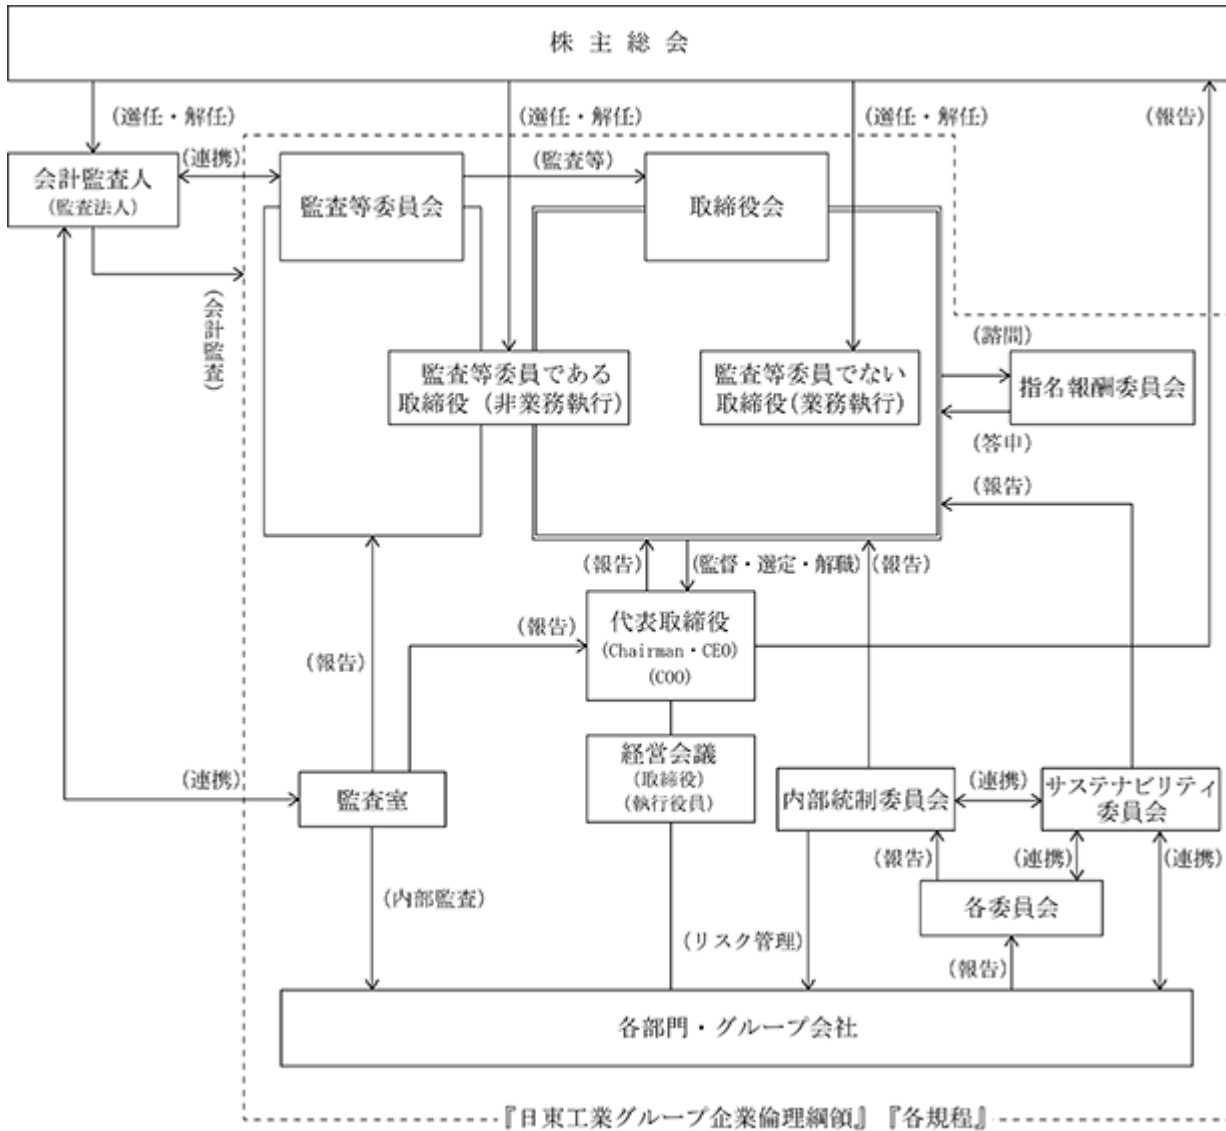 株主総会
(選任・解任)
(選任・解任)
(選任・解任)
(報告)
会計監査人
(監査法人)
(連携)
監査等委員会
(監査等)
取締役会
(会計監査)
監査等委員である
取締役(非業務執行)
監査等委員でない
取締役(業務執行)
(諮問)
指名報酬委員会
(答申)
(報告)
(報告)
(監督・選定・解職)
(報告)
代表取締役
(Chairman・CEO)
(COO)
(報告)
(報告)
経営会議
(取締役)
(執行役員)
(連携)
監査室
内部統制委員会
(連携)
サステナビリティ
委員会
(報告)
(連携)
(連携)
(内部監査)
各委員会
(リスク管理)
(報告)
各部門・グループ会社
『日東工業グループ企業倫理綱領』『各規程』